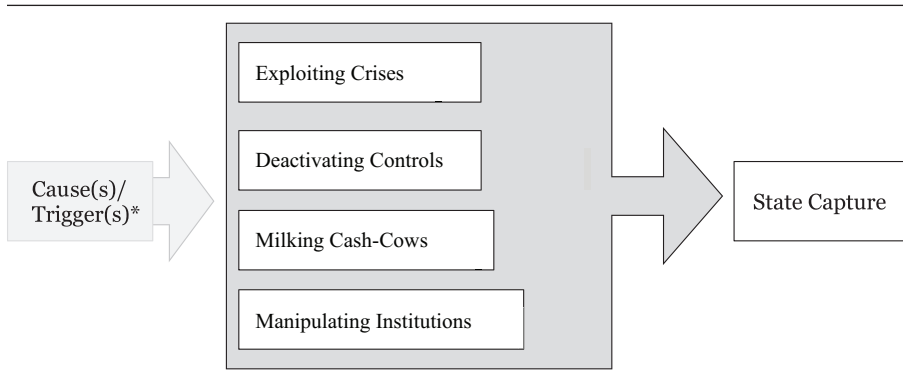 Cause(s)/
Trigger(s)*
Exploiting Crises
Deactivating Controls
Milking Cash-Cows
Manipulating Institutions
State Capture